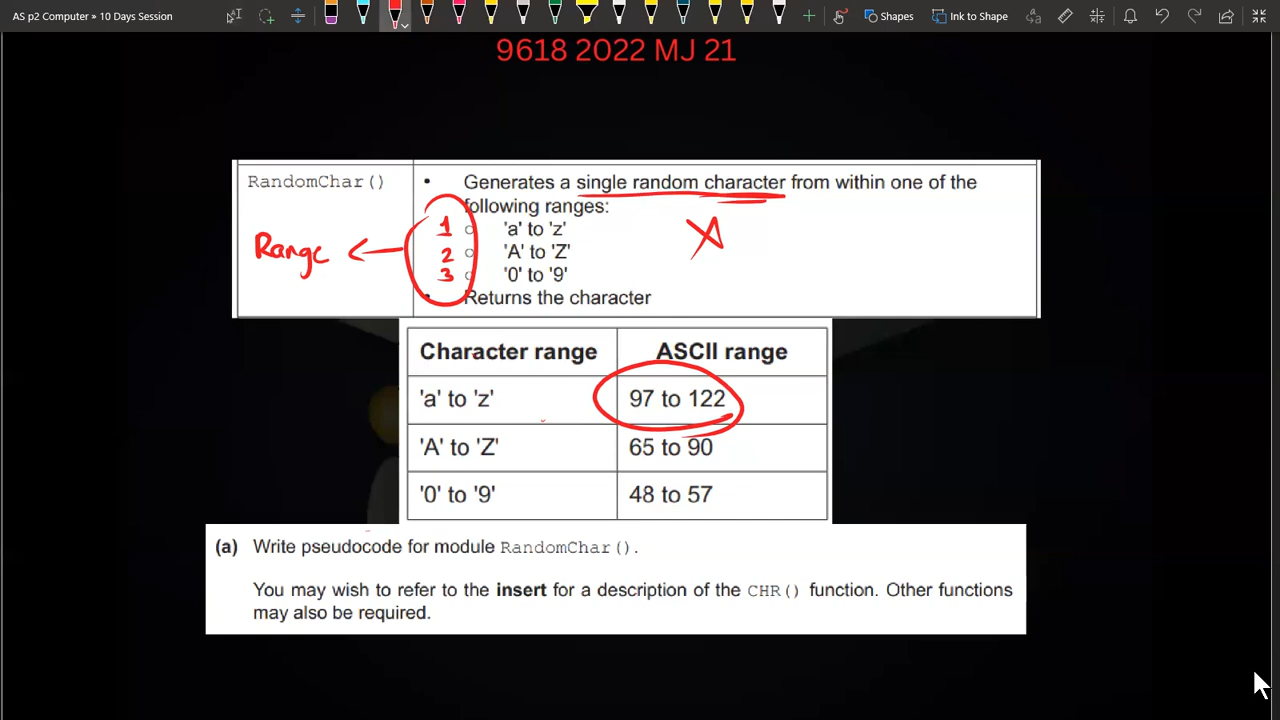 AS p2 Computer » 10 Days Session
Shapes
Ink to Shape
9618 2022 MJ 21
RandomChar()
• Generates a single random character from within one of the
following ranges:
1 ○ 'a' to 'z'
2 ○ 'A' to 'Z'
3 ○ '0' to '9'
Range
• Returns the character
Character range ASCII range
'a' to 'z' 97 to 122
'A' to 'Z' 65 to 90
'0' to '9' 48 to 57
(a) Write pseudocode for module RandomChar().
You may wish to refer to the insert for a description of the CHR() function. Other functions
may also be required.